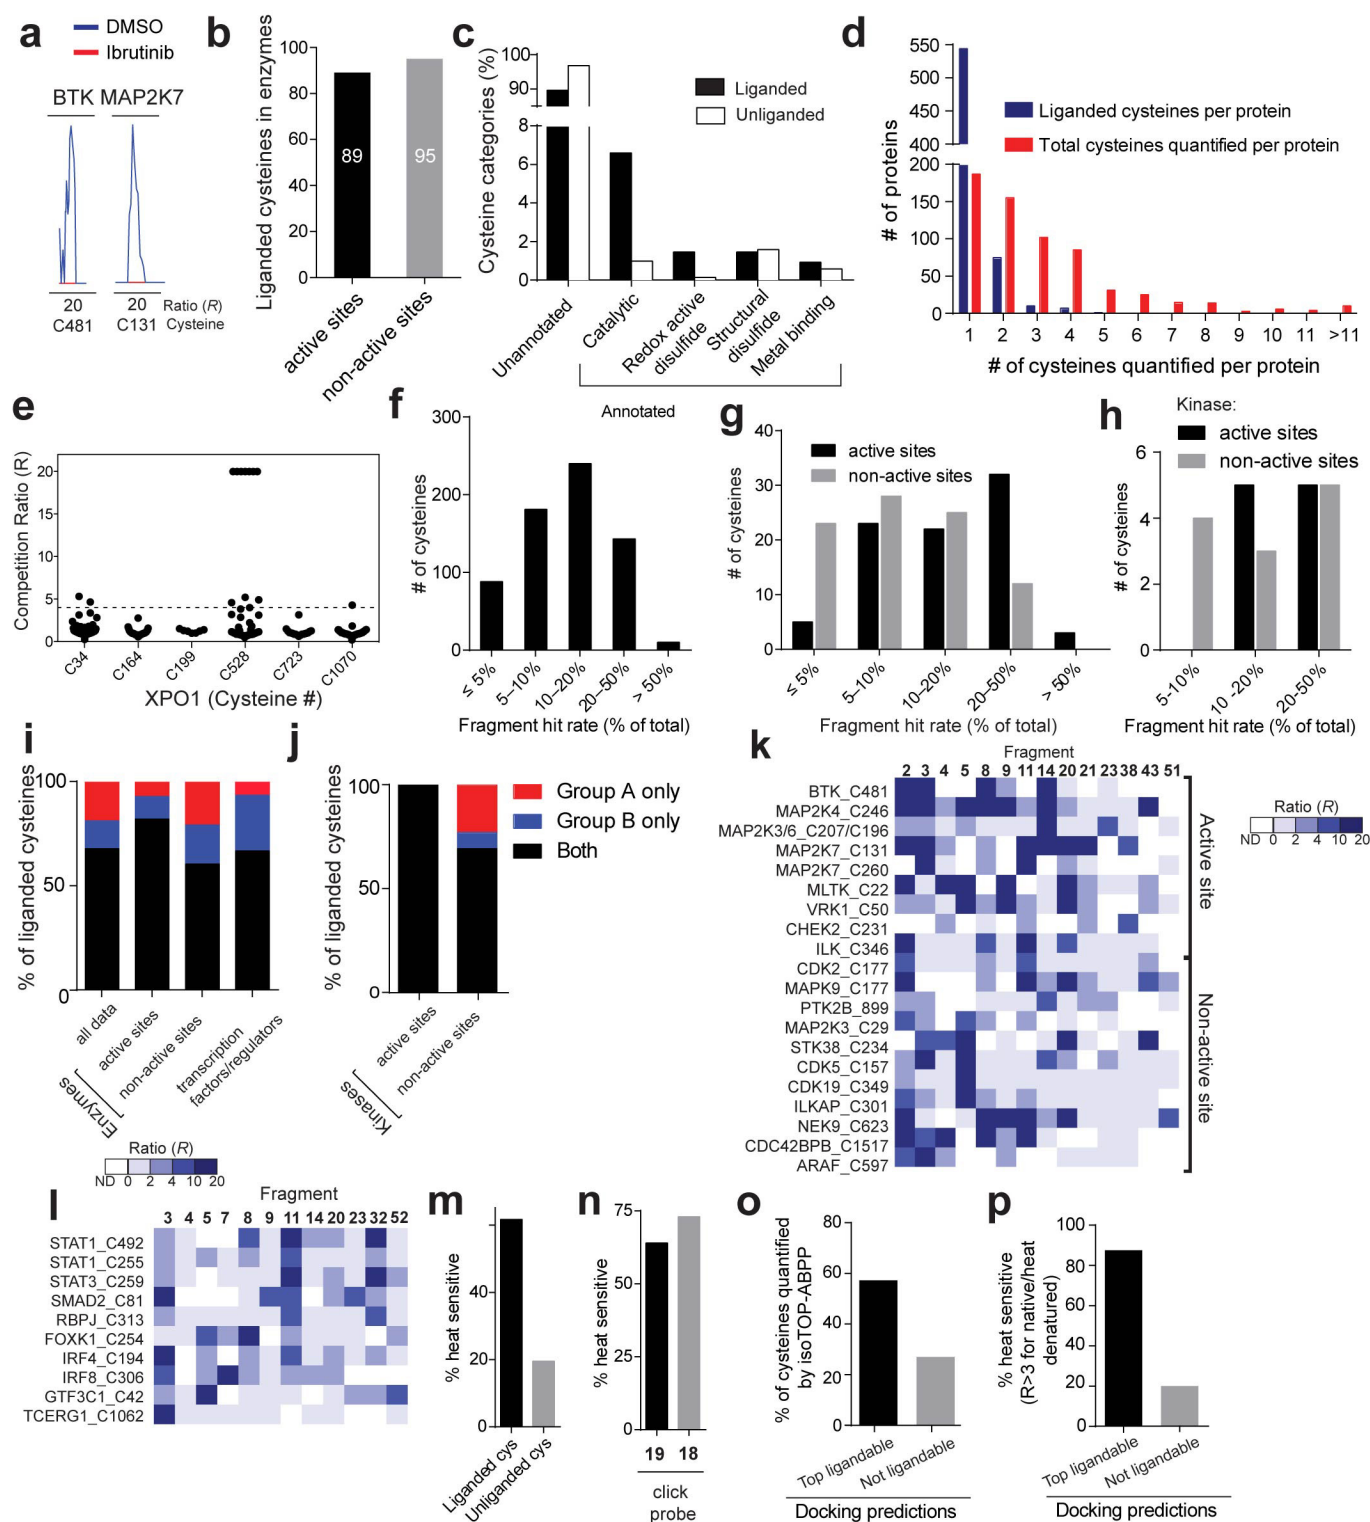 a
DMSO
Ibrutinib
BTK MAP2K7
20 20 Ratio (R)
C481 C131 Cysteine
b
Liganded cysteines in enzymes
100
80
60
40
20
0
89
95
active sites
non-active sites
c
Cysteine categories (%)
100
90
8
6
4
2
0
Liganded
Unliganded
Unannotated
Catalytic
Redox active
disulfide
Structural
disulfide
Metal binding
Annotated
d
# of proteins
550
500
450
400
200
150
100
50
0
Liganded cysteines per protein
Total cysteines quantified per protein
1 2 3 4 5 6 7 8 9 10 11 >11
# of cysteines quantified per protein
e
Competition Ratio (R)
20
15
10
5
0
C34
C164
C199
C528
C723
C1070
XPO1 (Cysteine #)
f
# of cysteines
300
200
100
0
≤ 5%
5–10%
10–20%
20–50%
> 50%
Fragment hit rate (% of total)
g
# of cysteines
40
30
20
10
0
active sites
non-active sites
≤ 5%
5–10%
10–20%
20–50%
> 50%
Fragment hit rate (% of total)
h
Kinase:
active sites
non-active sites
# of cysteines
6
4
2
0
5-10%
10 -20%
20-50%
Fragment hit rate (% of total)
i
% of liganded cysteines
100
50
0
all data
active sites
non-active sites
transcription
factors/regulators
Enzymes
j
% of liganded cysteines
100
50
0
active sites
non-active sites
Kinases
Group A only
Group B only
Both
k
Fragment
2 3 4 5 8 9 11 14 20 21 23 38 43 51
BTK_C481
MAP2K4_C246
MAP2K3/6_C207/C196
MAP2K7_C131
MAP2K7_C260
MLTK_C22
VRK1_C50
CHEK2_C231
ILK_C346
CDK2_C177
MAPK9_C177
PTK2B_899
MAP2K3_C29
STK38_C234
CDK5_C157
CDK19_C349
ILKAP_C301
NEK9_C623
CDC42BPB_C1517
ARAF_C597
Active site
Non-active site
Ratio (R)
ND 0 2 4 10 20
Ratio (R)
ND 0 2 4 10 20
l
Fragment
3 4 5 7 8 9 11 14 20 23 32 52
STAT1_C492
STAT1_C255
STAT3_C259
SMAD2_C81
RBPJ_C313
FOXK1_C254
IRF4_C194
IRF8_C306
GTF3C1_C42
TCERG1_C1062
m
% heat sensitive
40
20
0
Liganded cys
Unliganded cys
n
% heat sensitive
75
50
25
0
19 18
click
probe
o
% of cysteines quantified
by isoTOP-ABPP
80
60
40
20
0
Top ligandable
Not ligandable
Docking predictions
p
% heat sensitive
(R>3 for native/heat
denatured)
100
80
60
40
20
0
Top ligandable
Not ligandable
Docking predictions